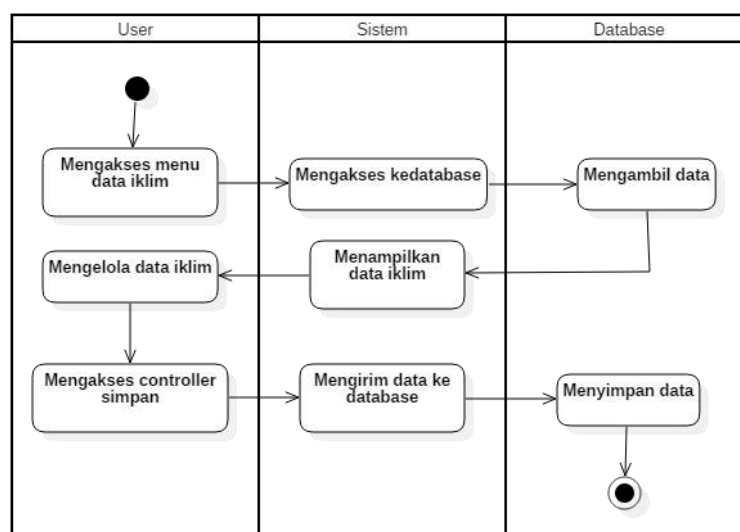 User
Sistem
Database
Mengakses menu
data iklim
Mengakses kedatabase
Mengambil data
Mengelola data iklim
Menampilkan
data iklim
Mengakses controller
simpan
Mengirim data ke
database
Menyimpan data